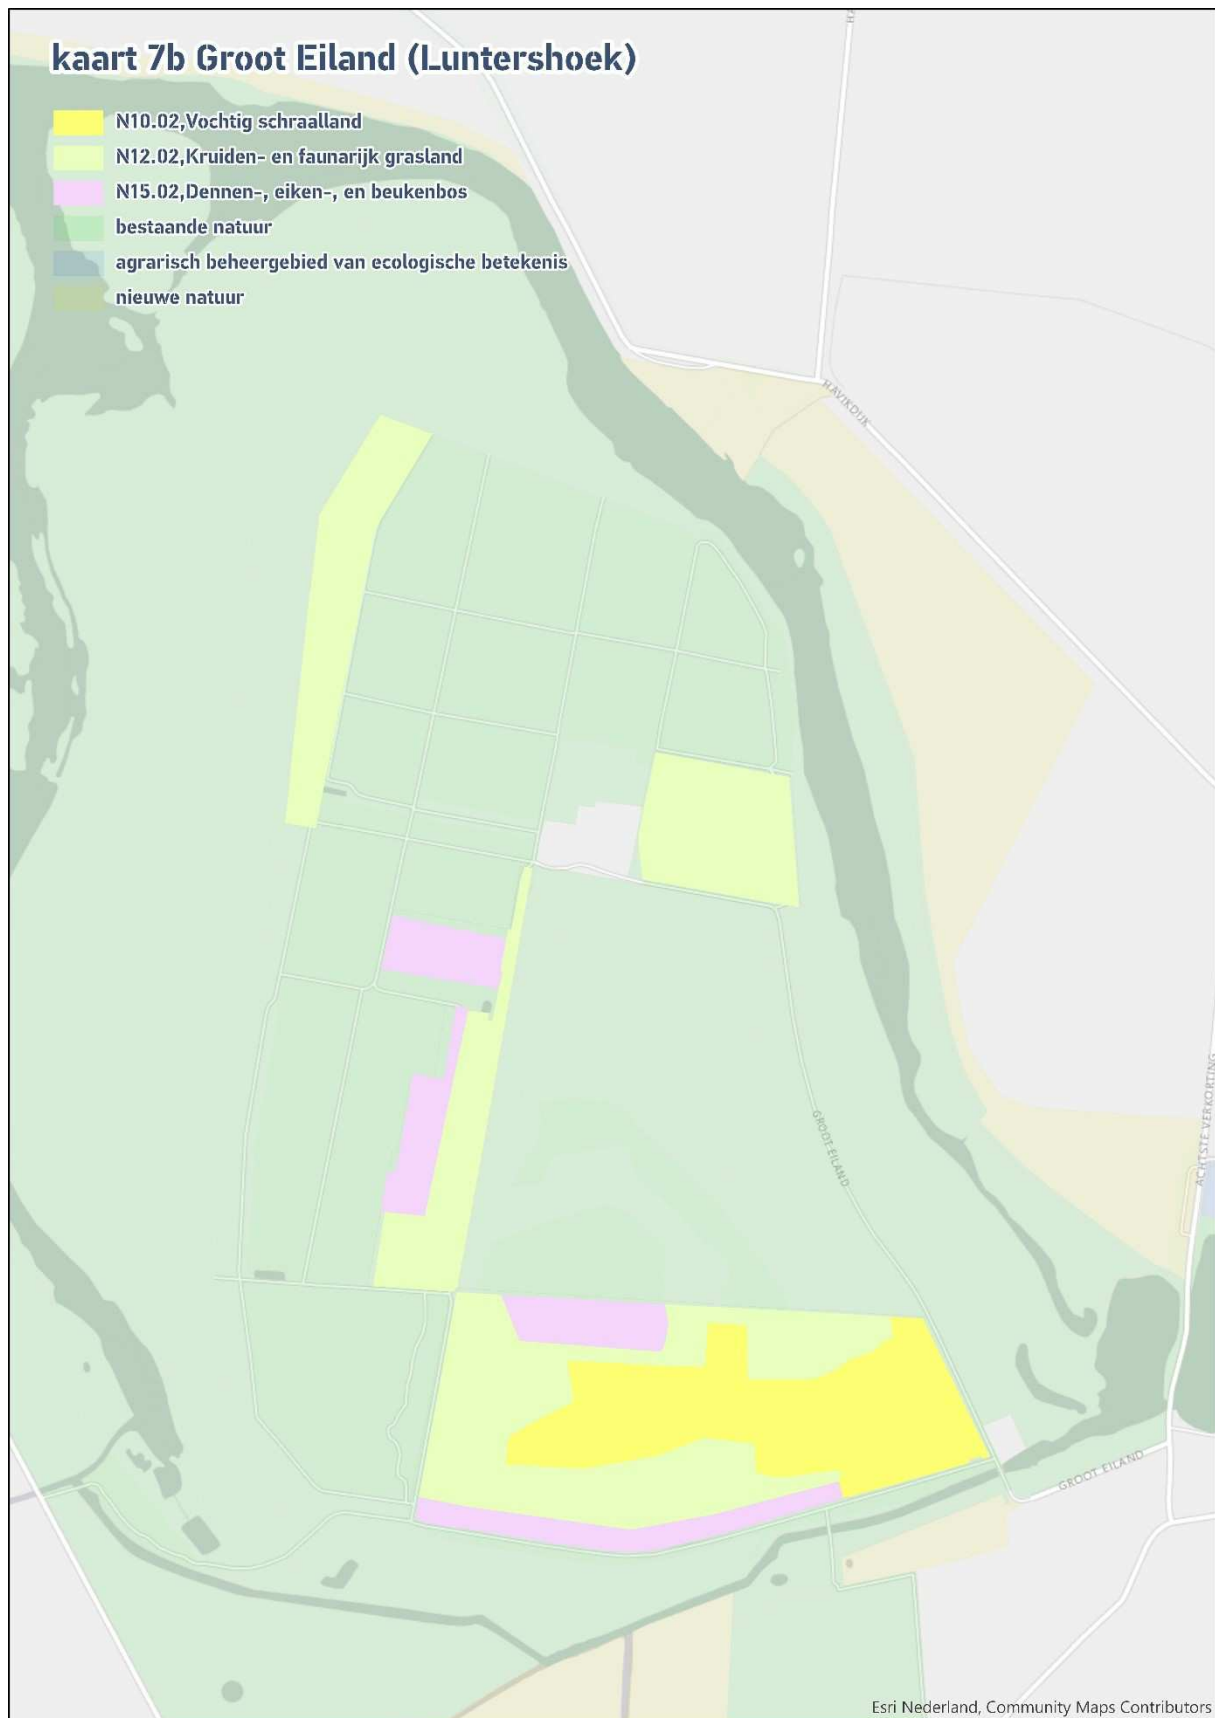 kaart 7b Groot Eiland (Luntershoek)
N10.02,Vochtig schraalland
N12.02,Kruiden- en faunarijk grasland
N15.02,Dennen-, eiken-, en beukenbos
bestaande natuur
agrarisch beheergebied van ecologische betekenis
nieuwe natuur
HAVIKDIJK
ACHTSTE VERKORTING
GROOT EILAND
GROOT EILAND
Esri Nederland, Community Maps Contributors